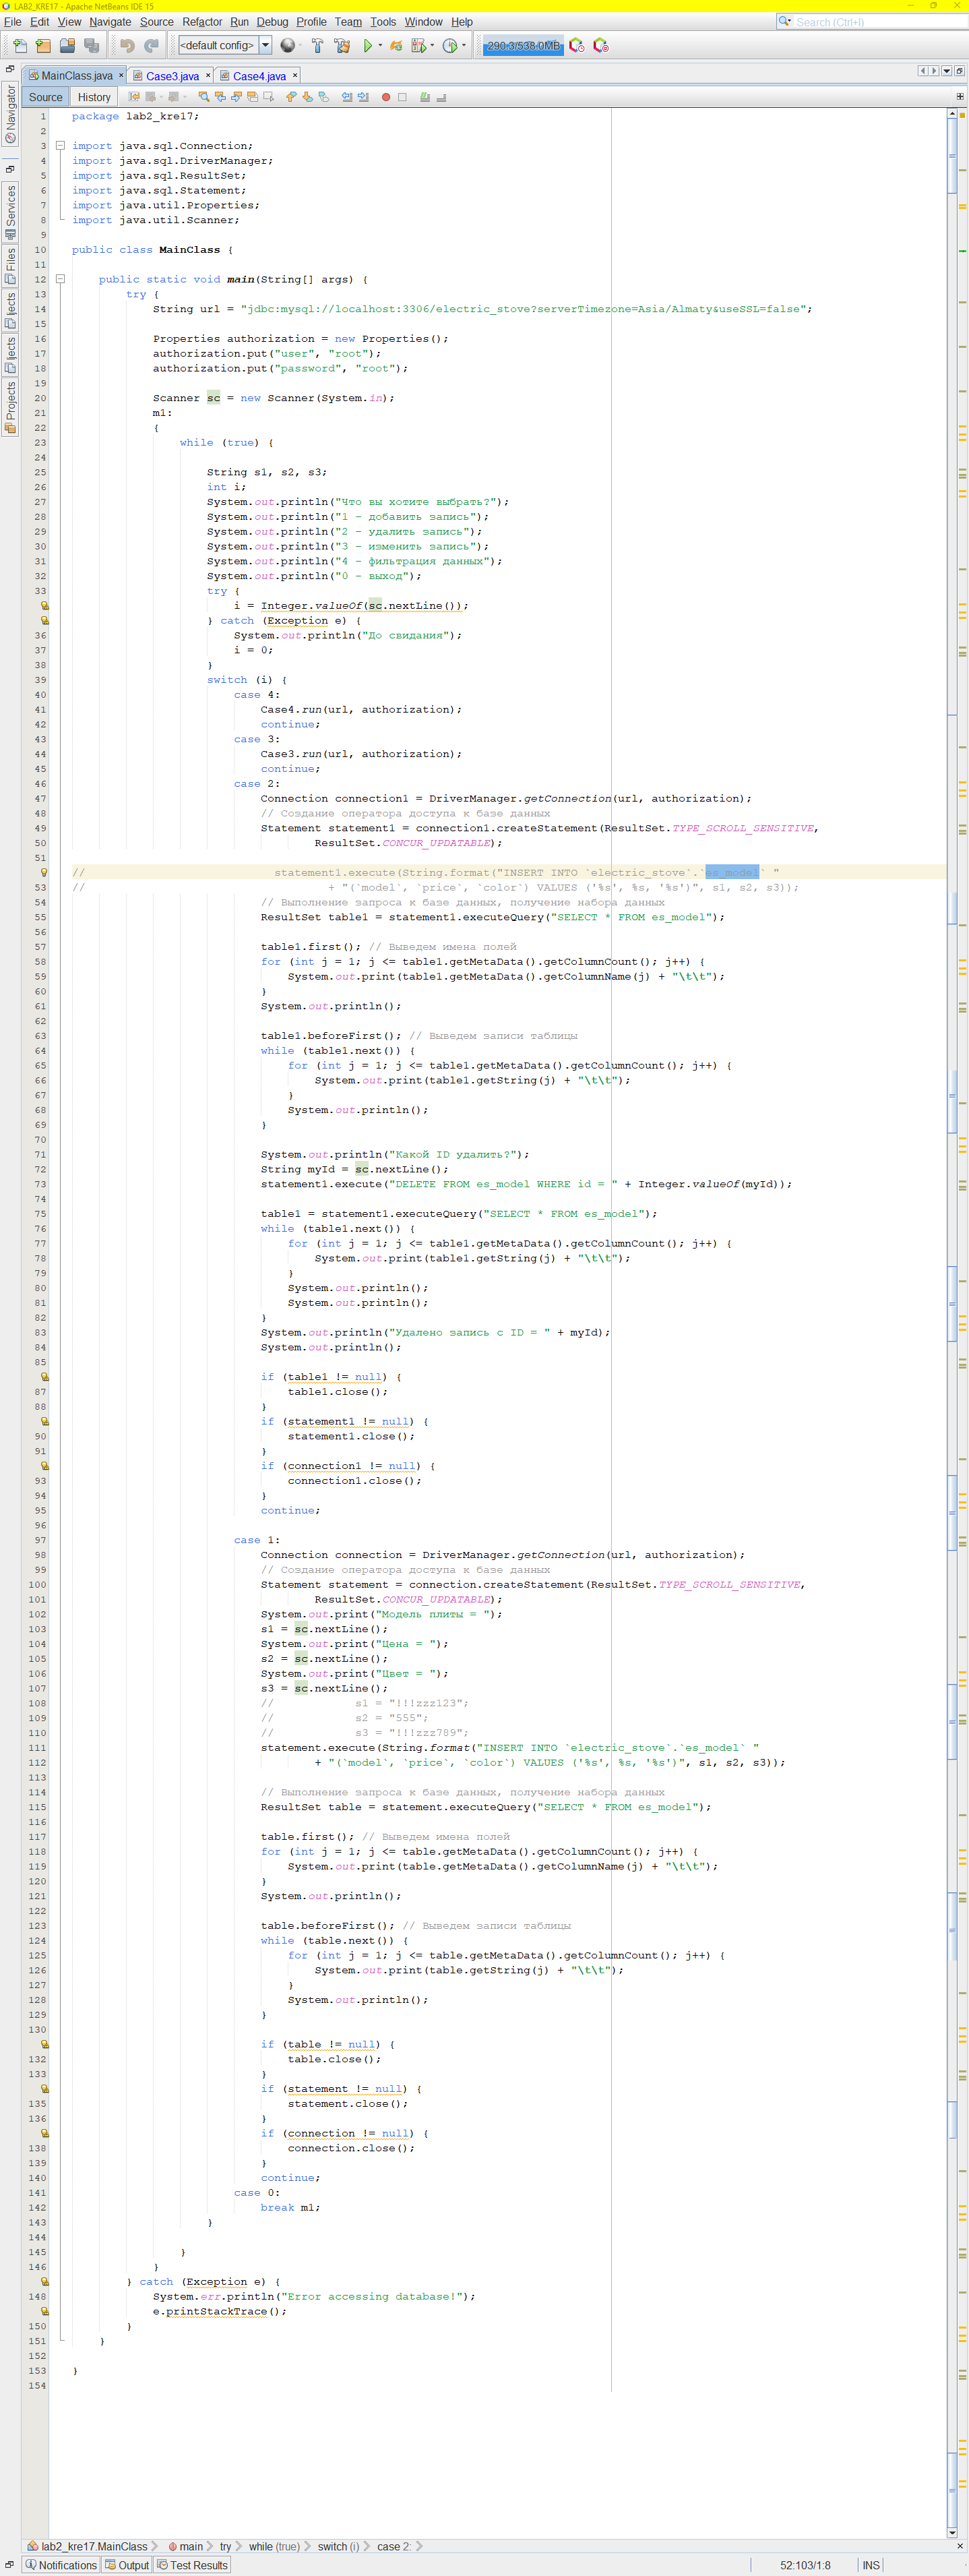 LAB2_KRE17 - Apache NetBeans IDE 15
File Edit View Navigate Source Refactor Run Debug Profile Team Tools Window Help
Search (Ctrl+I)
<default config>
290.3/538.0MB
MainClass.java Case3.java Case4.java
Source History
Navigator
Services
Files
Projects
1 package lab2_kre17;
2
3 import java.sql.Connection;
4 import java.sql.DriverManager;
5 import java.sql.ResultSet;
6 import java.sql.Statement;
7 import java.util.Properties;
8 import java.util.Scanner;
9
10 public class MainClass {
11
12 public static void main(String[] args) {
13 try {
14 String url = "jdbc:mysql://localhost:3306/electric_stove?serverTimezone=Asia/Almaty&useSSL=false";
15
16 Properties authorization = new Properties();
17 authorization.put("user", "root");
18 authorization.put("password", "root");
19
20 Scanner sc = new Scanner(System.in);
21 m1:
22 {
23 while (true) {
24
25 String s1, s2, s3;
26 int i;
27 System.out.println("Что вы хотите выбрать?");
28 System.out.println("1 - добавить запись");
29 System.out.println("2 - удалить запись");
30 System.out.println("3 - изменить запись");
31 System.out.println("4 - фильтрация данных");
32 System.out.println("0 - выход");
33 try {
i = Integer.valueOf(sc.nextLine());
} catch (Exception e) {
36 System.out.println("До свидания");
37 i = 0;
38 }
39 switch (i) {
40 case 4:
41 Case4.run(url, authorization);
42 continue;
43 case 3:
44 Case3.run(url, authorization);
45 continue;
46 case 2:
47 Connection connection1 = DriverManager.getConnection(url, authorization);
48 // Создание оператора доступа к базе данных
49 Statement statement1 = connection1.createStatement(ResultSet.TYPE_SCROLL_SENSITIVE,
50 ResultSet.CONCUR_UPDATABLE);
51
// statement1.execute(String.format("INSERT INTO `electric_stove`.`es_model` "
53 // + "(`model`, `price`, `color`) VALUES ('%s', %s, '%s')", s1, s2, s3));
54 // Выполнение запроса к базе данных, получение набора данных
55 ResultSet table1 = statement1.executeQuery("SELECT * FROM es_model");
56
57 table1.first(); // Выведем имена полей
58 for (int j = 1; j <= table1.getMetaData().getColumnCount(); j++) {
59 System.out.print(table1.getMetaData().getColumnName(j) + "\t\t");
60 }
61 System.out.println();
62
63 table1.beforeFirst(); // Выведем записи таблицы
64 while (table1.next()) {
65 for (int j = 1; j <= table1.getMetaData().getColumnCount(); j++) {
66 System.out.print(table1.getString(j) + "\t\t");
67 }
68 System.out.println();
69 }
70
71 System.out.println("Какой ID удалить?");
72 String myId = sc.nextLine();
73 statement1.execute("DELETE FROM es_model WHERE id = " + Integer.valueOf(myId));
74
75 table1 = statement1.executeQuery("SELECT * FROM es_model");
76 while (table1.next()) {
77 for (int j = 1; j <= table1.getMetaData().getColumnCount(); j++) {
78 System.out.print(table1.getString(j) + "\t\t");
79 }
80 System.out.println();
81 System.out.println();
82 }
83 System.out.println("Удалено запись с ID = " + myId);
84 System.out.println();
85
if (table1 != null) {
87 table1.close();
88 }
if (statement1 != null) {
90 statement1.close();
91 }
if (connection1 != null) {
93 connection1.close();
94 }
95 continue;
96
97 case 1:
98 Connection connection = DriverManager.getConnection(url, authorization);
99 // Создание оператора доступа к базе данных
100 Statement statement = connection.createStatement(ResultSet.TYPE_SCROLL_SENSITIVE,
101 ResultSet.CONCUR_UPDATABLE);
102 System.out.print("Модель плиты = ");
103 s1 = sc.nextLine();
104 System.out.print("Цена = ");
105 s2 = sc.nextLine();
106 System.out.print("Цвет = ");
107 s3 = sc.nextLine();
108 // s1 = "!!!zzz123";
109 // s2 = "555";
110 // s3 = "!!!zzz789";
111 statement.execute(String.format("INSERT INTO `electric_stove`.`es_model` "
112 + "(`model`, `price`, `color`) VALUES ('%s', %s, '%s')", s1, s2, s3));
113
114 // Выполнение запроса к базе данных, получение набора данных
115 ResultSet table = statement.executeQuery("SELECT * FROM es_model");
116
117 table.first(); // Выведем имена полей
118 for (int j = 1; j <= table.getMetaData().getColumnCount(); j++) {
119 System.out.print(table.getMetaData().getColumnName(j) + "\t\t");
120 }
121 System.out.println();
122
123 table.beforeFirst(); // Выведем записи таблицы
124 while (table.next()) {
125 for (int j = 1; j <= table.getMetaData().getColumnCount(); j++) {
126 System.out.print(table.getString(j) + "\t\t");
127 }
128 System.out.println();
129 }
130
if (table != null) {
132 table.close();
133 }
if (statement != null) {
135 statement.close();
136 }
if (connection != null) {
138 connection.close();
139 }
140 continue;
141 case 0:
142 break m1;
143 }
144
145 }
146 }
} catch (Exception e) {
148 System.err.println("Error accessing database!");
e.printStackTrace();
150 }
151 }
152
153 }
154
lab2_kre17.MainClass main try while (true) switch (i) case 2:
Notifications Output Test Results 52:103/1:8 INS